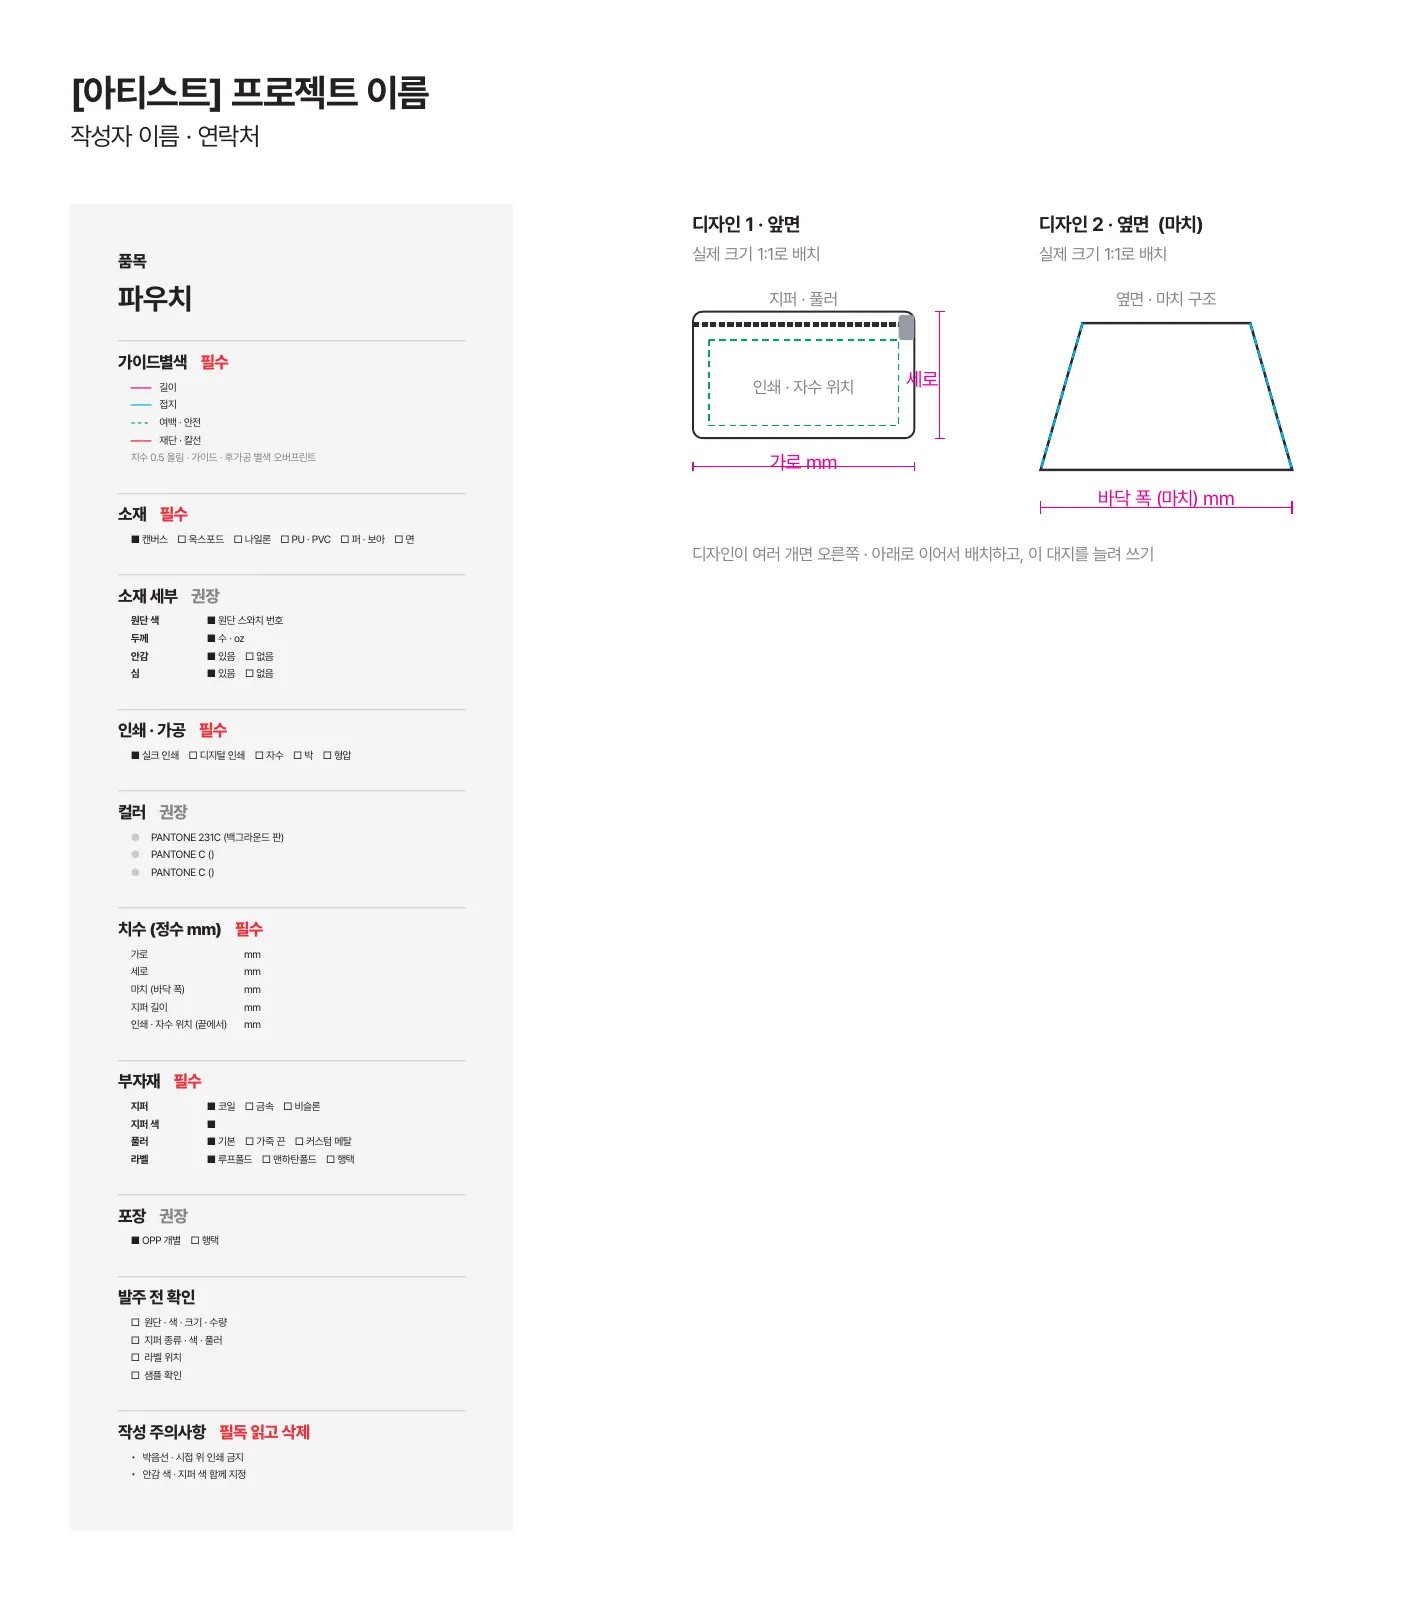 [아티스트] 프로젝트 이름
작성자 이름 · 연락처
품목
파우치
가이드별색 필수
길이
접지
여백 · 안전
재단 · 칼선
치수 0.5 올림 · 가이드 · 후가공 별색 오버프린트
소재 필수
■ 캔버스 □ 옥스포드 □ 나일론 □ PU · PVC □ 퍼 · 보아 □ 면
소재 세부 권장
원단 색 ■ 원단 스와치 번호
두께 ■ 수 · oz
안감 ■ 있음 □ 없음
심 ■ 있음 □ 없음
인쇄 · 가공 필수
■ 실크 인쇄 □ 디지털 인쇄 □ 자수 □ 박 □ 형압
컬러 권장
PANTONE 231C (백그라운드 판)
PANTONE C ()
PANTONE C ()
치수 (정수 mm) 필수
가로 mm
세로 mm
마치 (바닥 폭) mm
지퍼 길이 mm
인쇄 · 자수 위치 (끝에서) mm
부자재 필수
지퍼 ■ 코일 □ 금속 □ 비슬론
지퍼 색 ■
풀러 ■ 기본 □ 가죽 끈 □ 커스텀 메탈
라벨 ■ 루프폴드 □ 맨하탄폴드 □ 행택
포장 권장
■ OPP 개별 □ 행택
발주 전 확인
□ 원단 · 색 · 크기 · 수량
□ 지퍼 종류 · 색 · 풀러
□ 라벨 위치
□ 샘플 확인
작성 주의사항 필독 읽고 삭제
• 박음선 · 시접 위 인쇄 금지
• 안감 색 · 지퍼 색 함께 지정
디자인 1 · 앞면
실제 크기 1:1로 배치
지퍼 · 풀러
인쇄 · 자수 위치
세로
가로 mm
디자인 2 · 옆면 (마치)
실제 크기 1:1로 배치
옆면 · 마치 구조
바닥 폭 (마치) mm
디자인이 여러 개면 오른쪽 · 아래로 이어서 배치하고, 이 대지를 늘려 쓰기